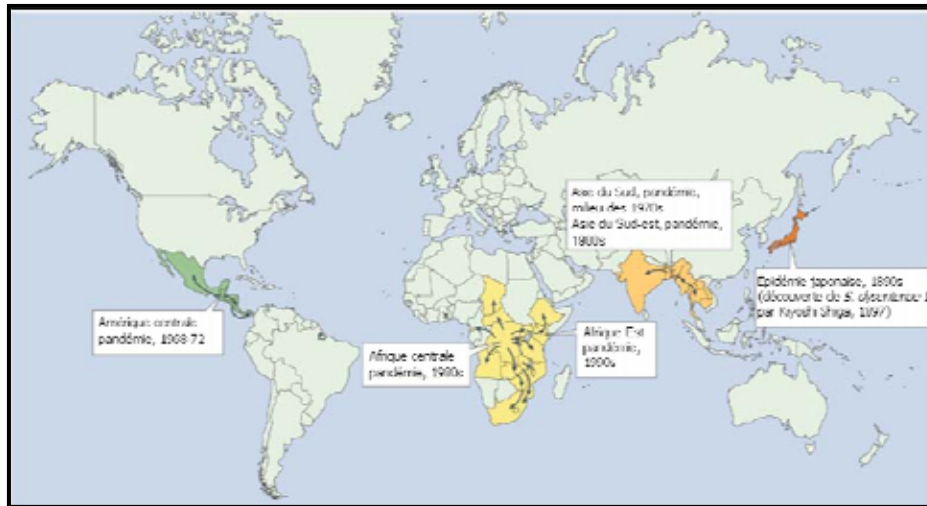 Amérique centrale
pandémie, 1968-72
Afrique centrale
pandémie, 1980s
Afrique Est
pandémie,
1990s
Asie du Sud, pandémie,
milieu des 1970s
Asie du Sud-est, pandémie,
1980s
Epidémie japonaise, 1890s
(découverte de S. dysenteriae 1
par Kiyoshi Shiga, 1897)